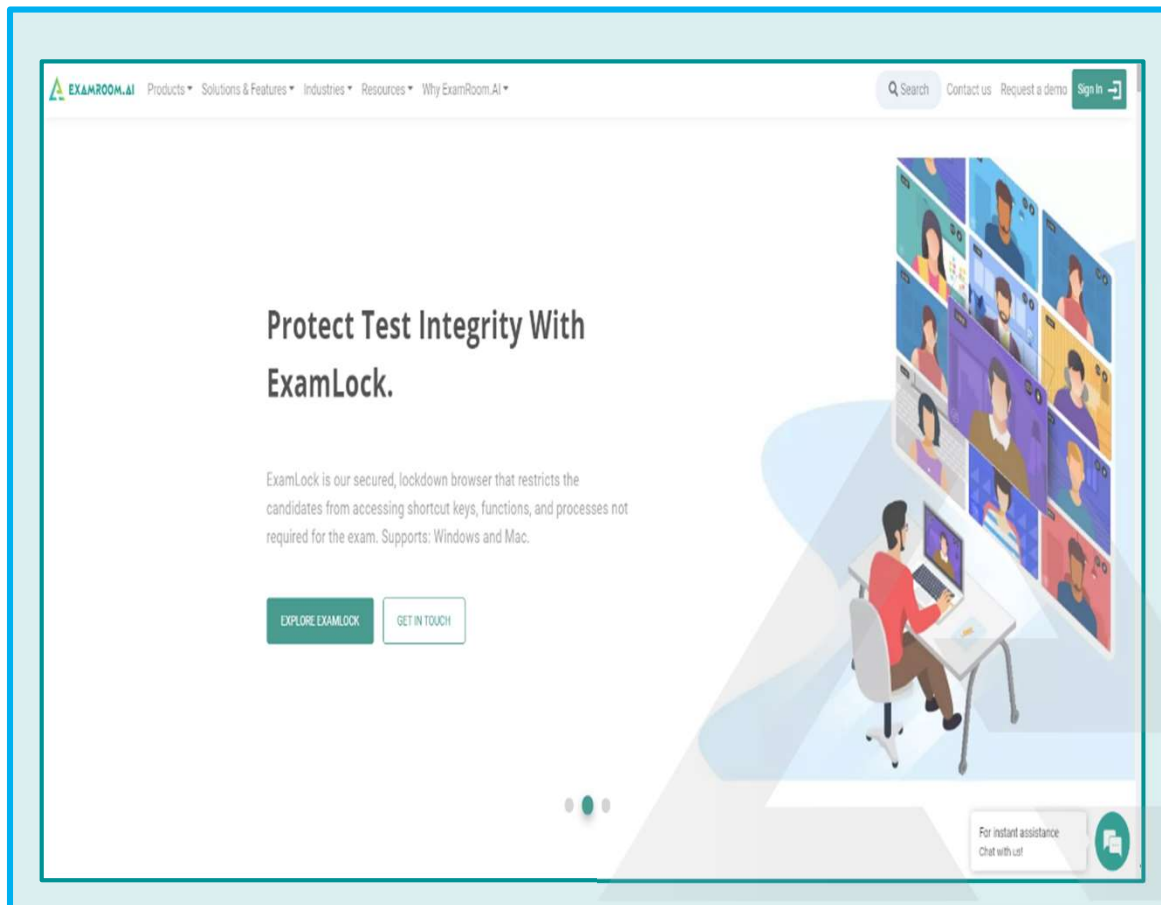 EXAMROOM.AI Products Solutions & Features Industries Resources Why ExamRoom.AI Search Contact us Request a demo Sign In
Protect Test Integrity With
ExamLock.
ExamLock is our secured, lockdown browser that restricts the
candidates from accessing shortcut keys, functions, and processes not
required for the exam. Supports: Windows and Mac.
EXPLORE EXAMLOCK GET IN TOUCH
For instant assistance
Chat with us!